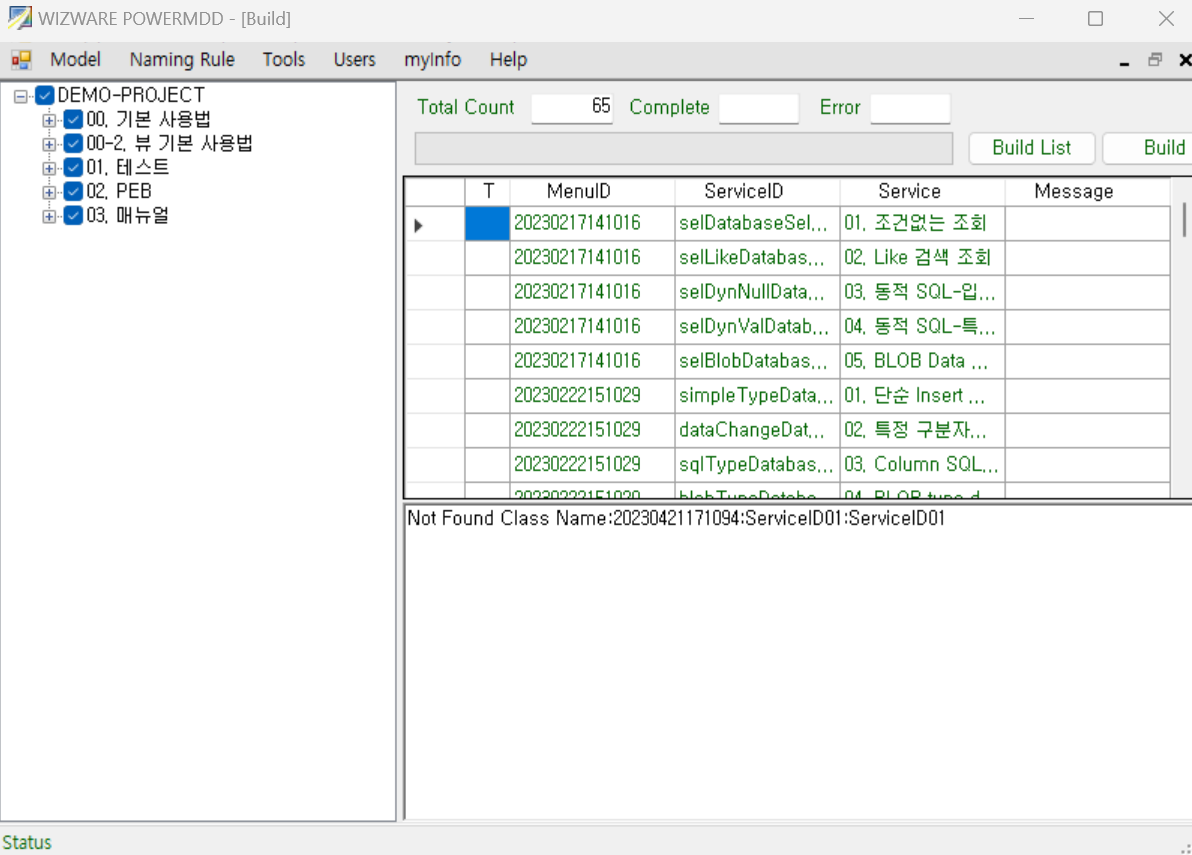 WIZWARE POWERMDD - [Build]
Model Naming Rule Tools Users myInfo Help
DEMO-PROJECT
00. 기본 사용법
00-2. 뷰 기본 사용법
01. 테스트
02. PEB
03. 매뉴얼
Total Count 65 Complete Error
Build List Build
T MenuID ServiceID Service Message
20230217141016 selDatabaseSel... 01. 조건없는 조회
20230217141016 selLikeDatabas... 02. Like 검색 조회
20230217141016 selDynNullData... 03. 동적 SQL-입...
20230217141016 selDynValDatab... 04. 동적 SQL-특...
20230217141016 selBlobDatabas... 05. BLOB Data ...
20230222151029 simpleTypeData... 01. 단순 Insert ...
20230222151029 dataChangeDat... 02. 특정 구분자...
20230222151029 sqlTypeDatabas... 03. Column SQL...
20230222151029
Not Found Class Name:20230421171094:ServiceID01:ServiceID01
Status